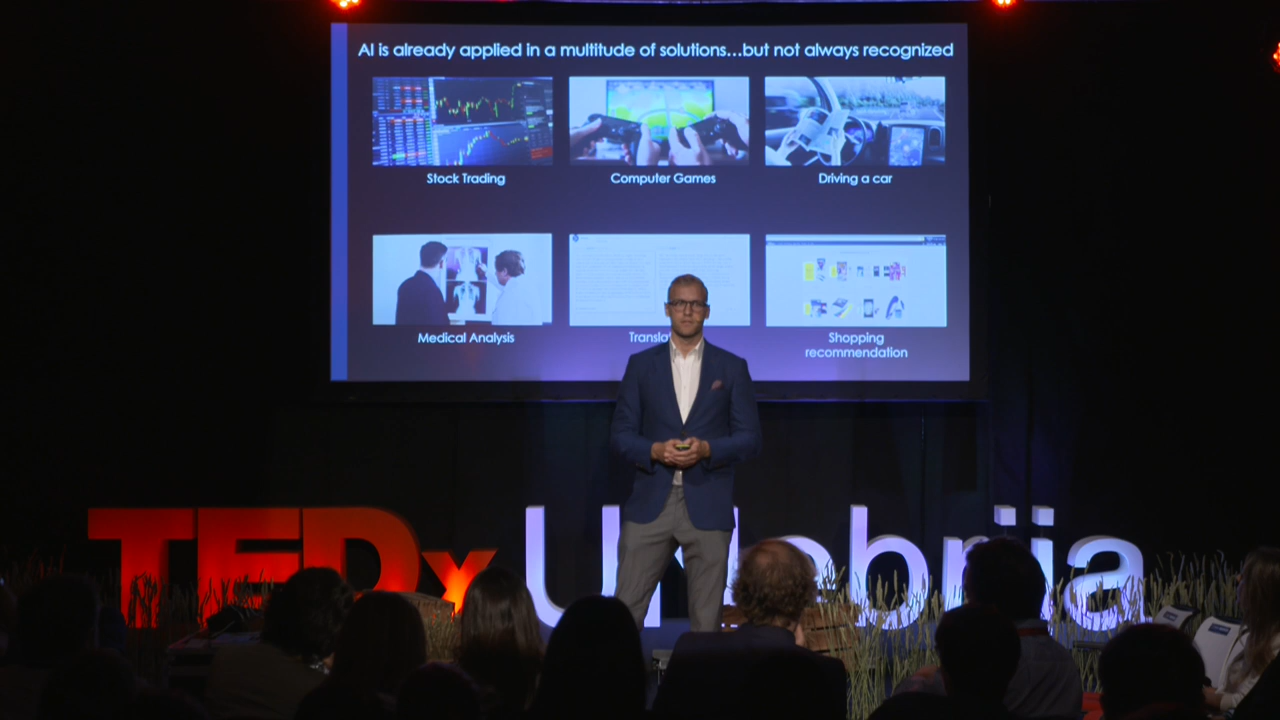 AI is already applied in a multitude of solutions...but not always recognized
Stock Trading
Computer Games
Driving a car
Medical Analysis
Shopping
recommendation
TEDx